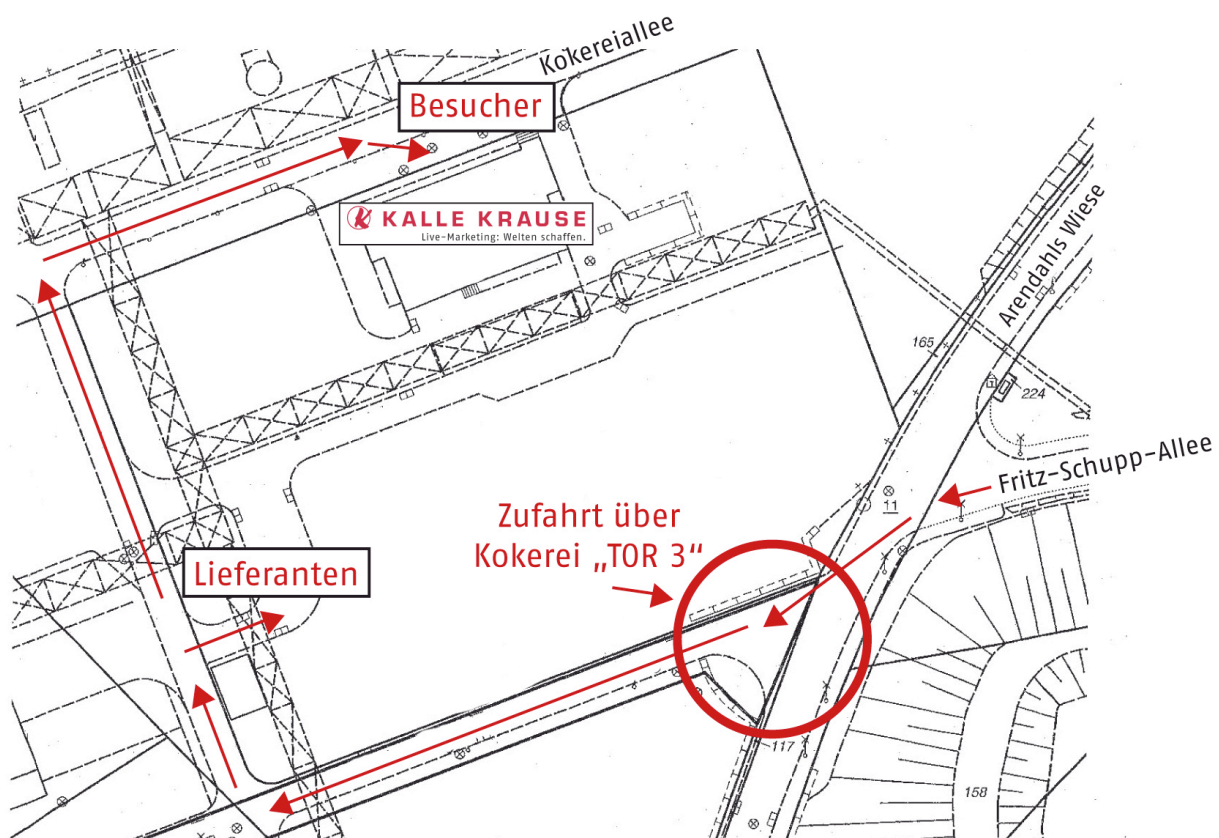 Kokereiallee
Besucher
KALLE KRAUSE
Live-Marketing: Welten schaffen.
Arendahls Wiese
165
224
Fritz-Schupp-Allee
11
Zufahrt über
Kokerei „TOR 3“
Lieferanten
117
158